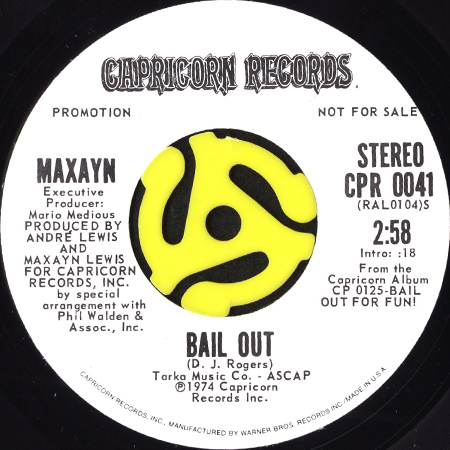 CAPRICORN RECORDS.
PROMOTION
NOT FOR SALE
MAXAYN
Executive
Producer:
Mario Medious
PRODUCED BY
ANDRÉ LEWIS
AND
MAXAYN LEWIS
FOR CAPRICORN
RECORDS, INC.
by special
arrangement with
Phil Walden &
Assoc., Inc.
STEREO
CPR 0041
(RAL0104)S
2:58
Intro: :18
From the
Capricorn Album
CP 0125-BAIL
OUT FOR FUN!
BAIL OUT
(D. J. Rogers)
Tarka Music Co. - ASCAP
℗1974 Capricorn
Records Inc.
CAPRICORN RECORDS, INC., MANUFACTURED BY WARNER BROS. RECORDS INC./MADE IN U.S.A.